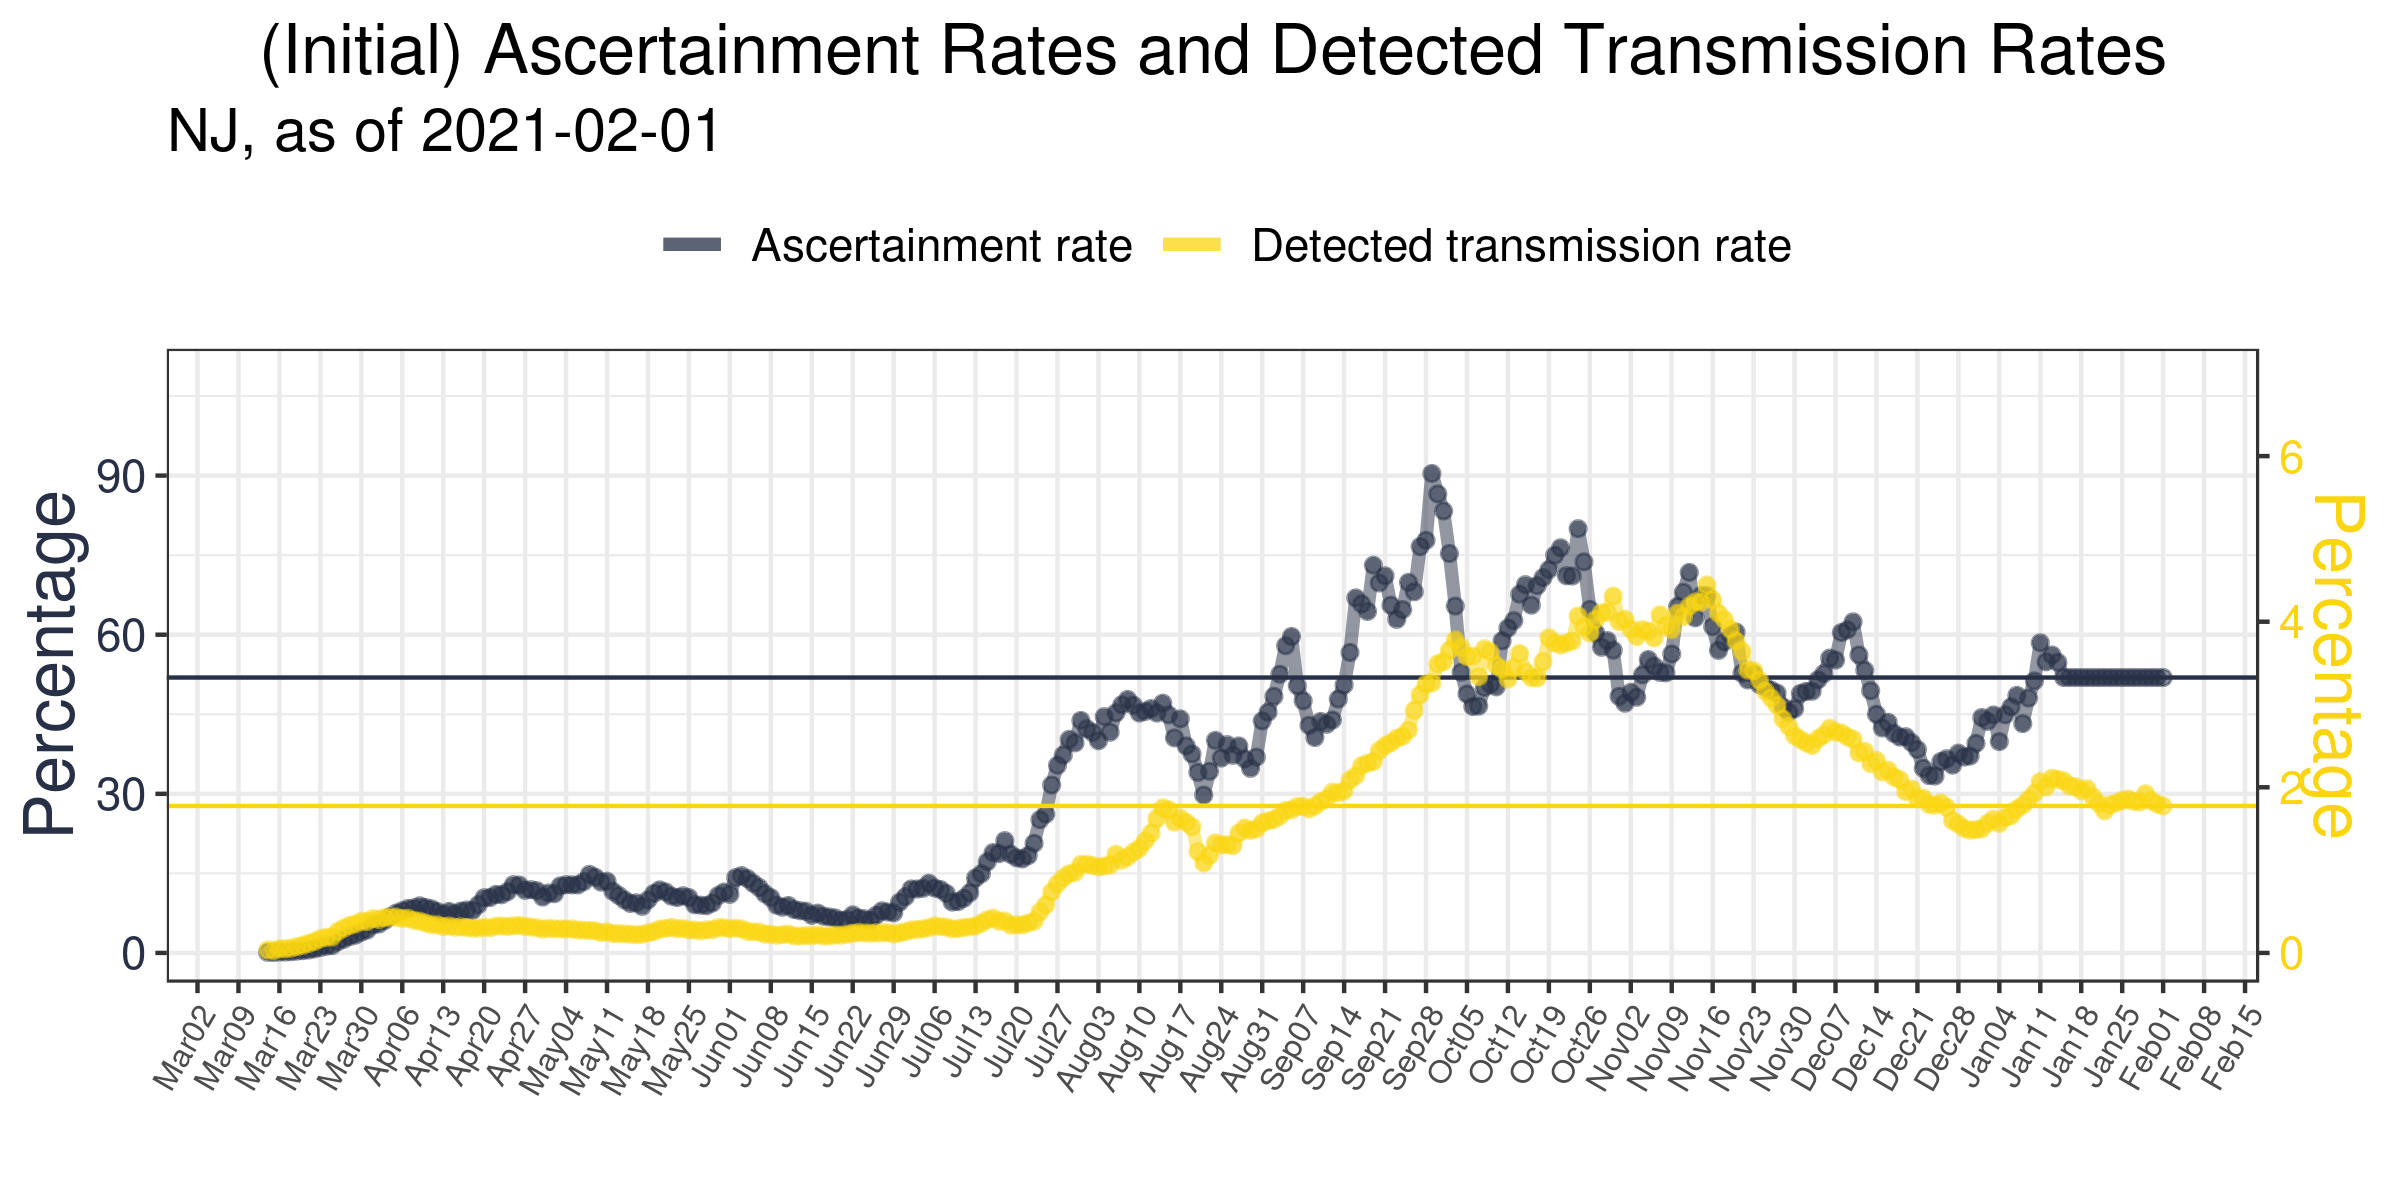 (Initial) Ascertainment Rates and Detected Transmission Rates
NJ, as of 2021-02-01
Ascertainment rate
Detected transmission rate
Percentage
90
60
30
0
6
4
2
0
Percentage
Mar02
Mar09
Mar16
Mar23
Mar30
Apr06
Apr13
Apr20
Apr27
May04
May11
May18
May25
Jun01
Jun08
Jun15
Jun22
Jun29
Jul06
Jul13
Jul20
Jul27
Aug03
Aug10
Aug17
Aug24
Aug31
Sep07
Sep14
Sep21
Sep28
Oct05
Oct12
Oct19
Oct26
Nov02
Nov09
Nov16
Nov23
Nov30
Dec07
Dec14
Dec21
Dec28
Jan04
Jan11
Jan18
Jan25
Feb01
Feb08
Feb15